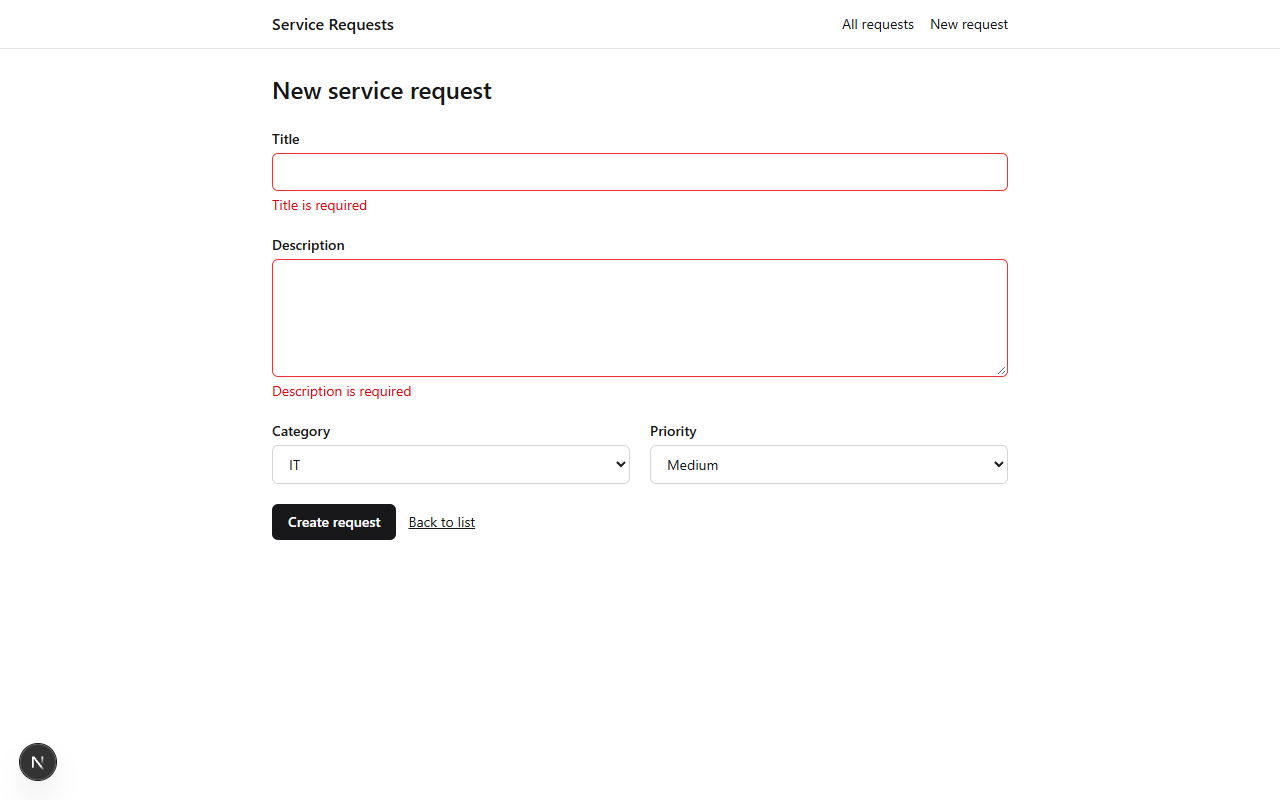 Service Requests All requests New request
New service request
Title
Title is required
Description
Description is required
Category Priority
IT Medium
Create request Back to list
N